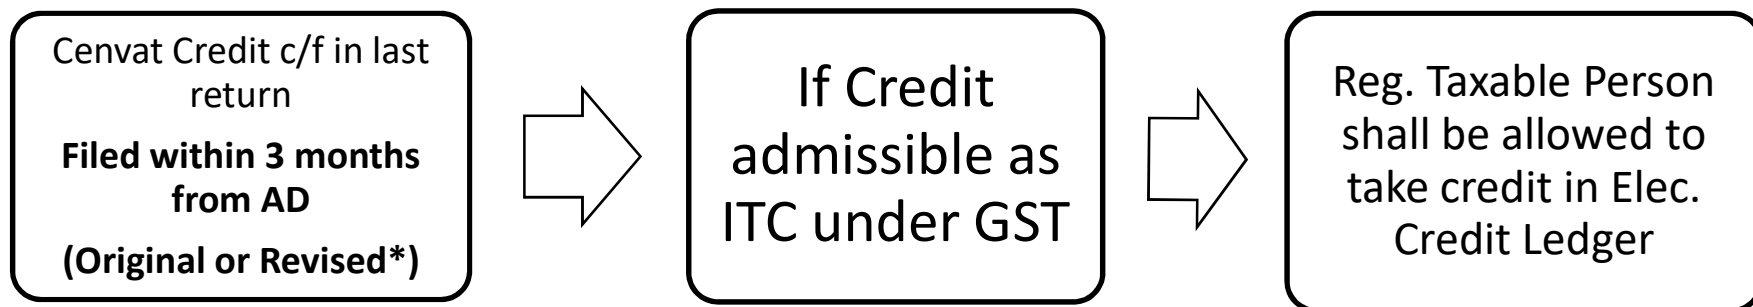 Cenvat Credit c/f in last
return
Filed within 3 months
from AD
(Original or Revised*)
If Credit
admissible as
ITC under GST
Reg. Taxable Person
shall be allowed to
take credit in Elec.
Credit Ledger